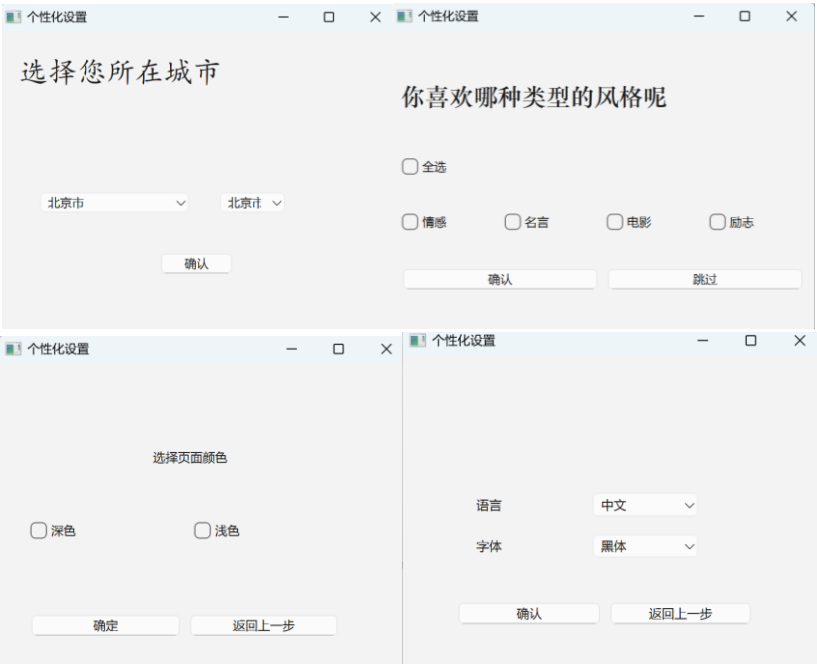 个性化设置
选择您所在城市
北京市 北京市
确认
个性化设置
你喜欢哪种类型的风格呢
全选
情感 名言 电影 励志
确认 跳过
个性化设置
选择页面颜色
深色 浅色
确定 返回上一步
个性化设置
语言 中文
字体 黑体
确认 返回上一步